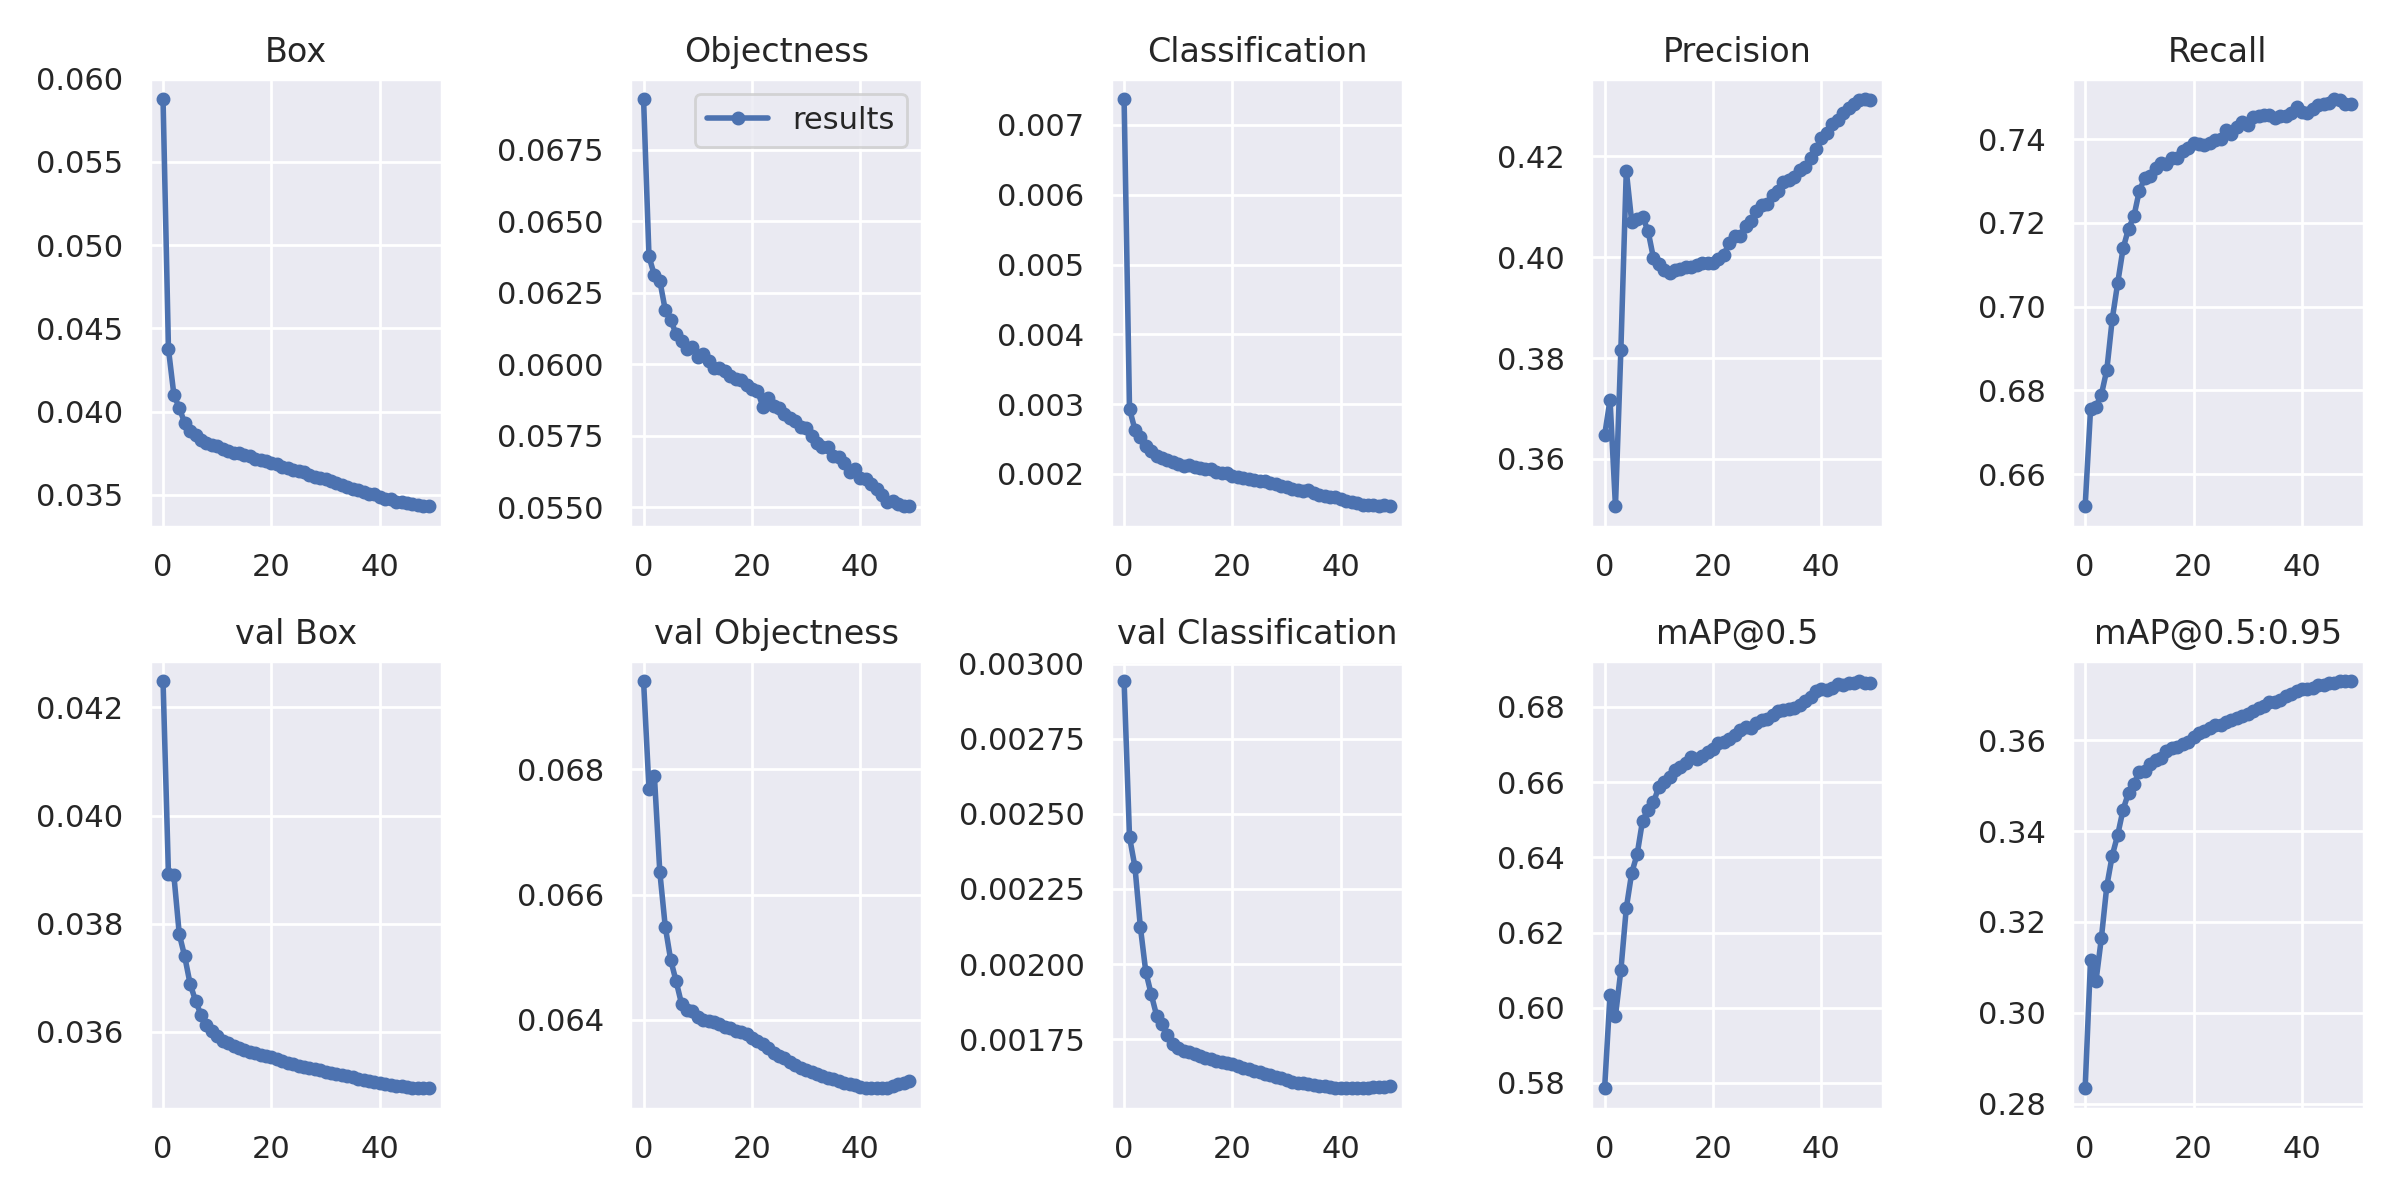 Box
0.060
0.055
0.050
0.045
0.040
0.035
0 20 40
Objectness
results
0.0675
0.0650
0.0625
0.0600
0.0575
0.0550
0 20 40
Classification
0.007
0.006
0.005
0.004
0.003
0.002
0 20 40
Precision
0.42
0.40
0.38
0.36
0 20 40
Recall
0.74
0.72
0.70
0.68
0.66
0 20 40
val Box
0.042
0.040
0.038
0.036
0 20 40
val Objectness
0.068
0.066
0.064
0 20 40
val Classification
0.00300
0.00275
0.00250
0.00225
0.00200
0.00175
0 20 40
mAP@0.5
0.68
0.66
0.64
0.62
0.60
0.58
0 20 40
mAP@0.5:0.95
0.36
0.34
0.32
0.30
0.28
0 20 40